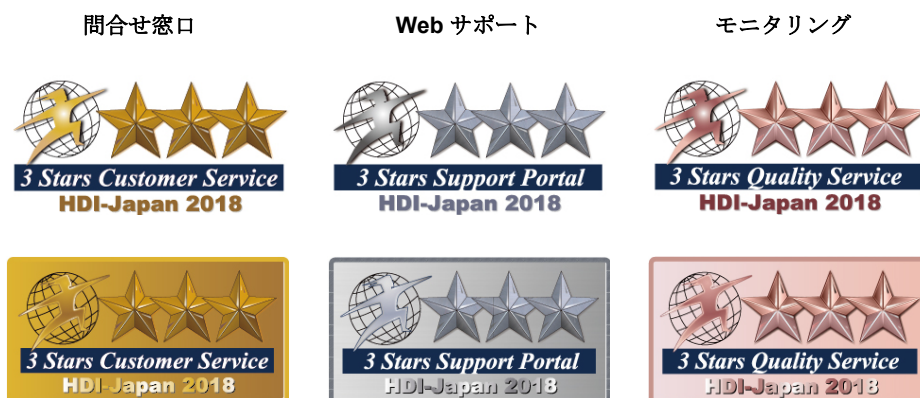 問合せ窓口
Web サポート
モニタリング
3 Stars Customer Service
HDI-Japan 2018
3 Stars Support Portal
HDI-Japan 2018
3 Stars Quality Service
HDI-Japan 2018
3 Stars Customer Service
HDI-Japan 2018
3 Stars Support Portal
HDI-Japan 2018
3 Stars Quality Service
HDI-Japan 2018